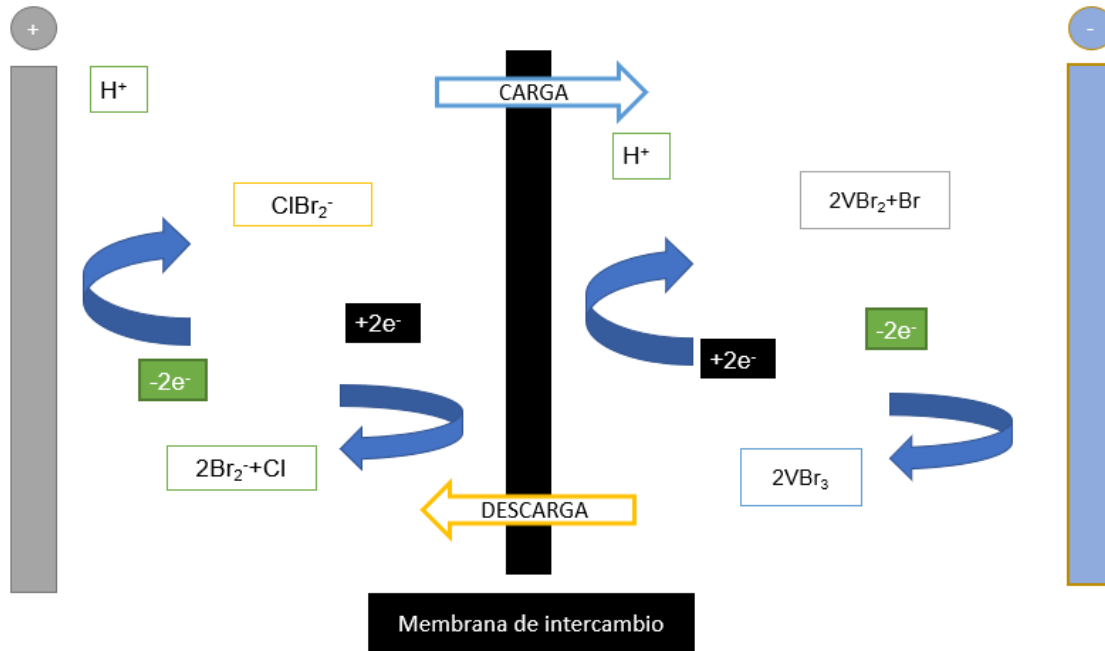 +
-
H⁺
CARGA
H⁺
ClBr₂⁻
2VBr₂+Br
+2e⁻
-2e⁻
+2e⁻
-2e⁻
2Br₂⁻+Cl
2VBr₃
DESCARGA
Membrana de intercambio